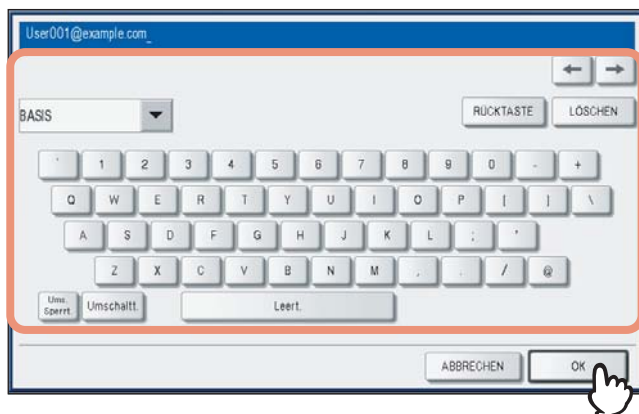 User001@example.com_
← →
BASIS RÜCKTASTE LÖSCHEN
` 1 2 3 4 5 6 7 8 9 0 - +
Q W E R T Y U I O P [ ] \
A S D F G H J K L ; '
Z X C V B N M , . / @
Ums. Sperrt. Umschaltt. Leert.
ABBRECHEN OK